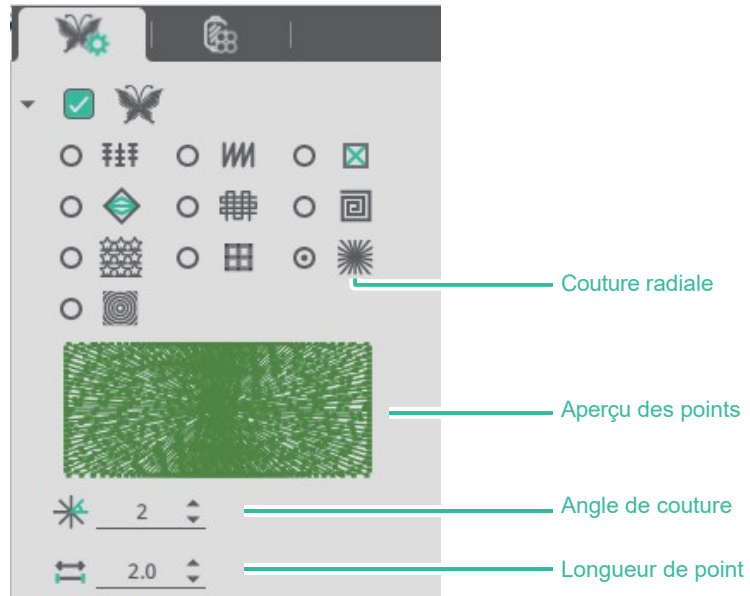 Couture radiale
Aperçu des points
2
Angle de couture
2.0
Longueur de point